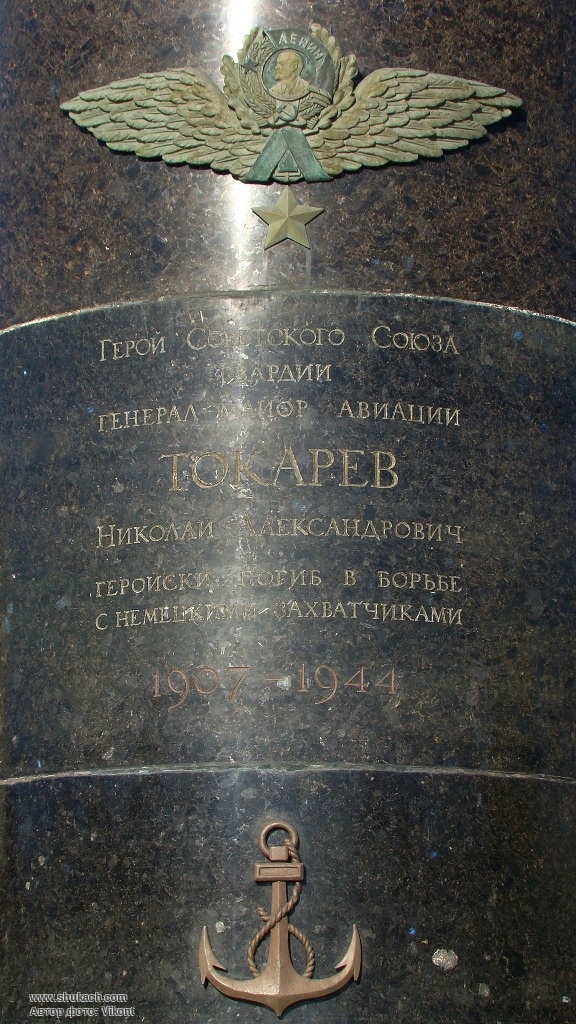 ЛЕНИН
Герой Советского Союза
гвардии
генерал-майор авиации
ТОКАРЕВ
Николай Александрович
геройски погиб в борьбе
с немецкими захватчиками
1907-1944
www.shukach.com
Автор фото: Vikont